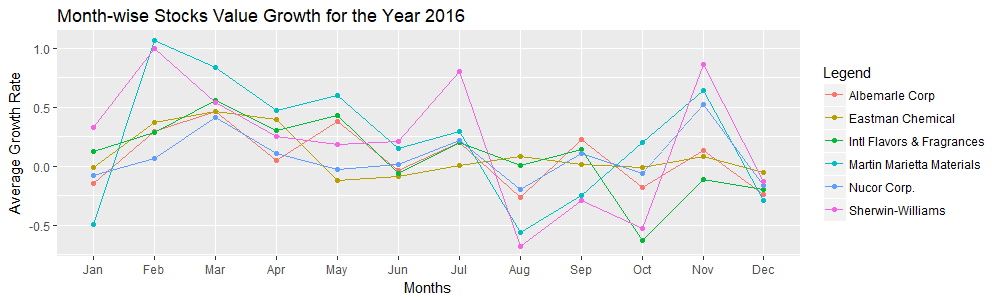 Month-wise Stocks Value Growth for the Year 2016
Average Growth Rate
1.0
0.5
0.0
-0.5
Jan Feb Mar Apr May Jun Jul Aug Sep Oct Nov Dec
Months
Legend
Albemarle Corp
Eastman Chemical
Intl Flavors & Fragrances
Martin Marietta Materials
Nucor Corp.
Sherwin-Williams